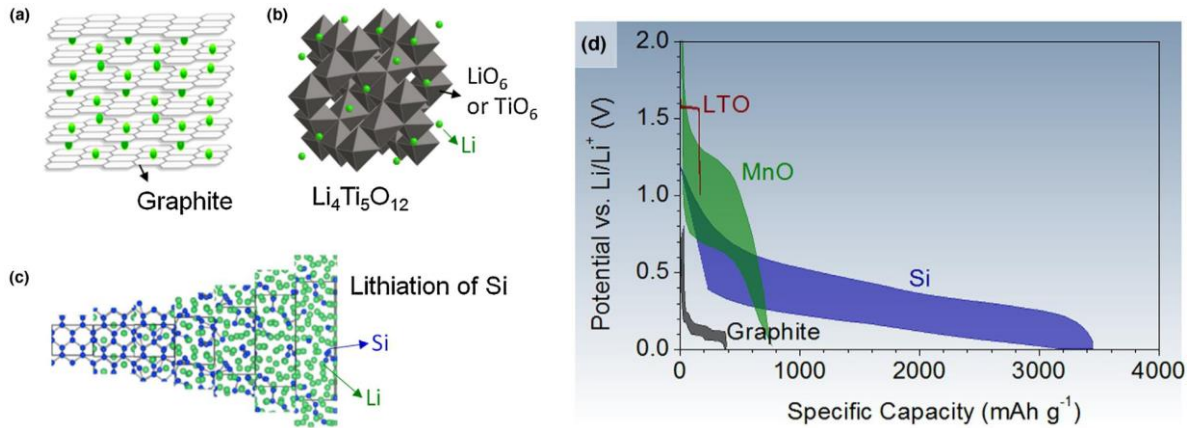 (a)
Graphite
(b)
LiO₆
or TiO₆
Li
Li₄Ti₅O₁₂
(c)
Lithiation of Si
Si
Li
(d)
Potential vs. Li/Li⁺ (V)
2.0
1.5
1.0
0.5
0.0
LTO
MnO
Si
Graphite
0
1000
2000
3000
4000
Specific Capacity (mAh g⁻¹)